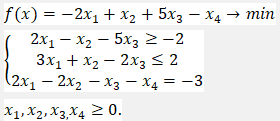 f(x) = −2x₁ + x₂ + 5x₃ − x₄ → min
2x₁ − x₂ − 5x₃ ≥ −2
3x₁ + x₂ − 2x₃ ≤ 2
2x₁ − 2x₂ − x₃ − x₄ = −3
x₁, x₂, x₃, x₄ ≥ 0.